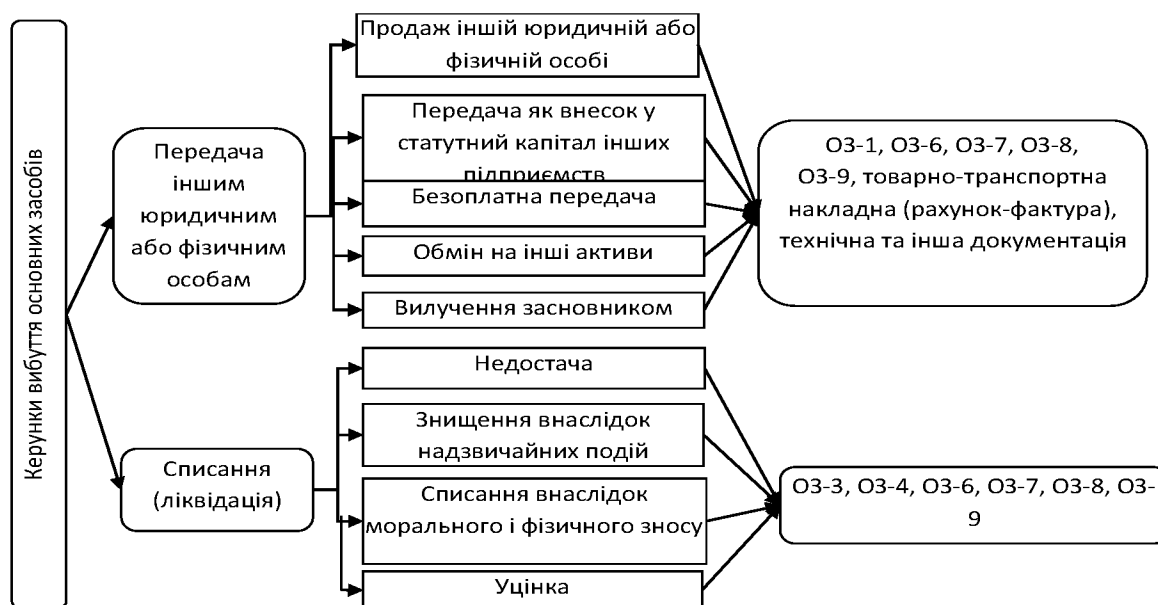 Керунки вибуття основних засобів
Передача
іншим
юридичним
або фізичним
особам
Списання
(ліквідація)
Продаж іншій юридичній або
фізичній особі
Передача як внесок у
статутний капітал інших
підприємств
Безоплатна передача
Обмін на інші активи
Вилучення засновником
Недостача
Знищення внаслідок
надзвичайних подій
Списання внаслідок
морального і фізичного зносу
Уцінка
ОЗ-1, ОЗ-6, ОЗ-7, ОЗ-8,
ОЗ-9, товарно-транспортна
накладна (рахунок-фактура),
технічна та інша документація
ОЗ-3, ОЗ-4, ОЗ-6, ОЗ-7, ОЗ-8, ОЗ-
9